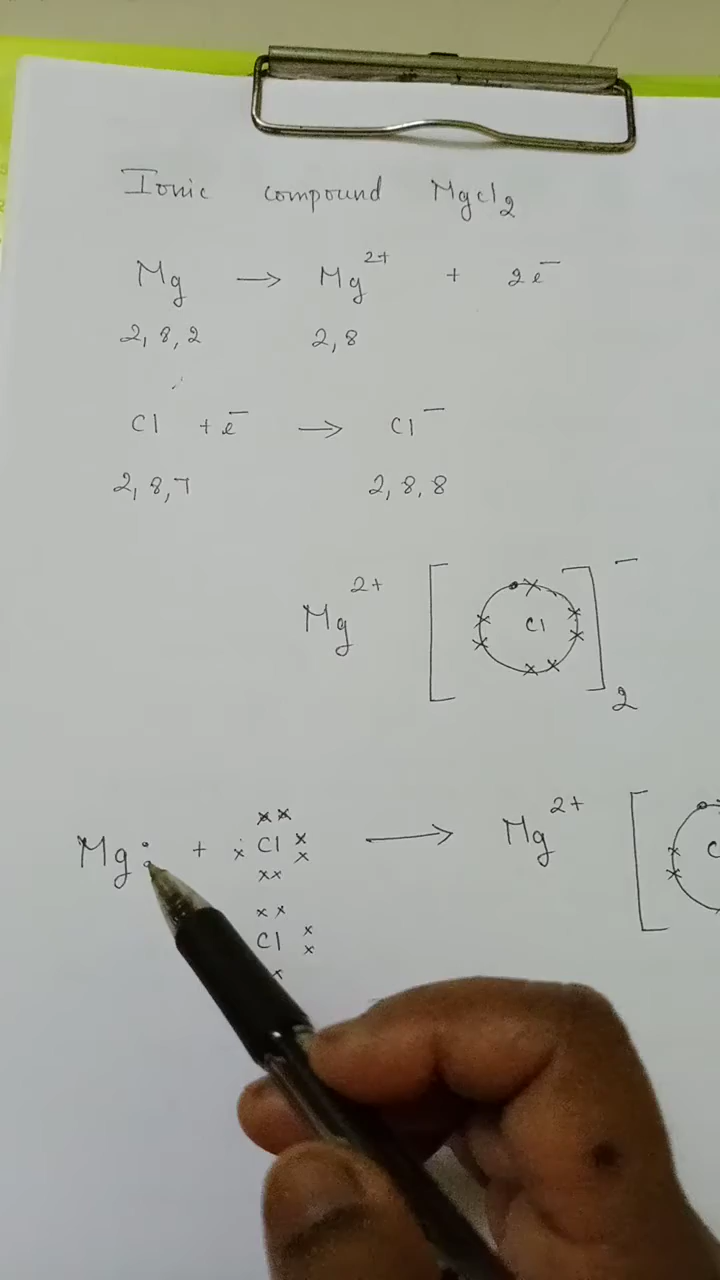 Ionic compound Mgcl₂
Mg → Mg²⁺ + 2e⁻
2, 8, 2 2, 8
Cl + e⁻ → Cl⁻
2, 8, 7 2, 8, 8
Mg²⁺ [ Cl ]₂⁻
Mg : + Cl → Mg²⁺ [ C
Cl